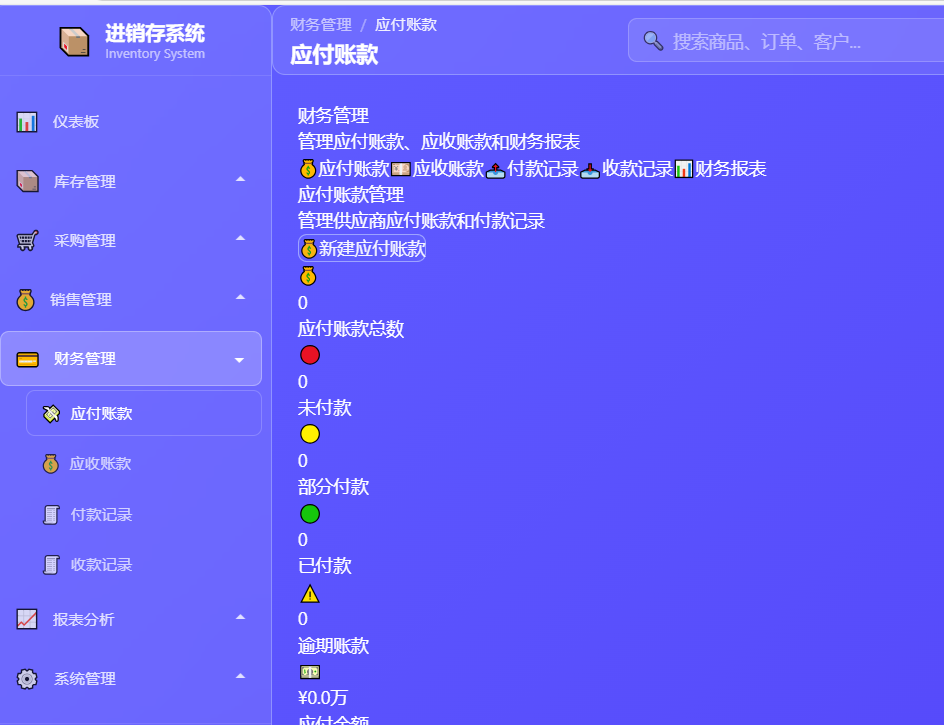 进销存系统
Inventory System
仪表板
库存管理
采购管理
销售管理
财务管理
应付账款
应收账款
付款记录
收款记录
报表分析
系统管理
财务管理 / 应付账款
应付账款
搜索商品、订单、客户...
财务管理
管理应付账款、应收账款和财务报表
应付账款 应收账款 付款记录 收款记录 财务报表
应付账款管理
管理供应商应付账款和付款记录
新建应付账款
0
应付账款总数
0
未付款
0
部分付款
0
已付款
0
逾期账款
¥0.0万
应付金额